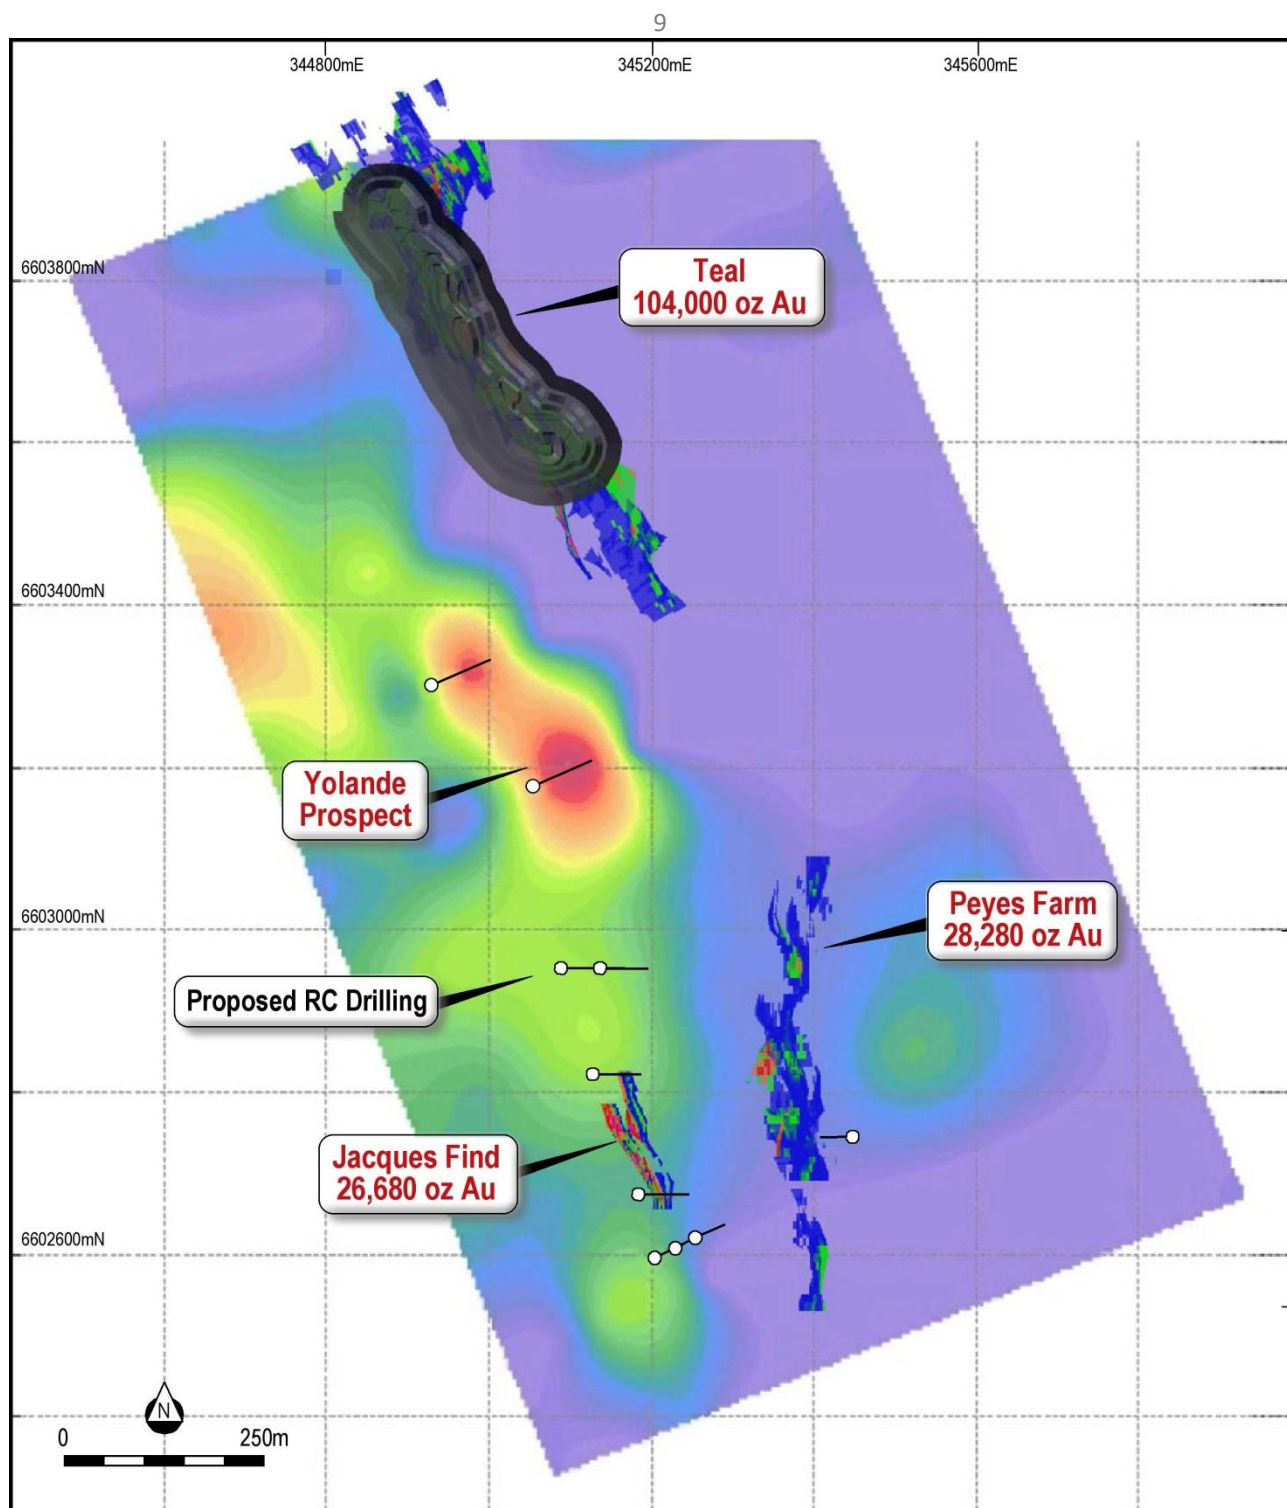 9
344800mE
345200mE
345600mE
6603800mN
Teal
104,000 oz Au
6603400mN
Yolande
Prospect
6603000mN
Peyes Farm
28,280 oz Au
Proposed RC Drilling
Jacques Find
26,680 oz Au
6602600mN
N
0
250m